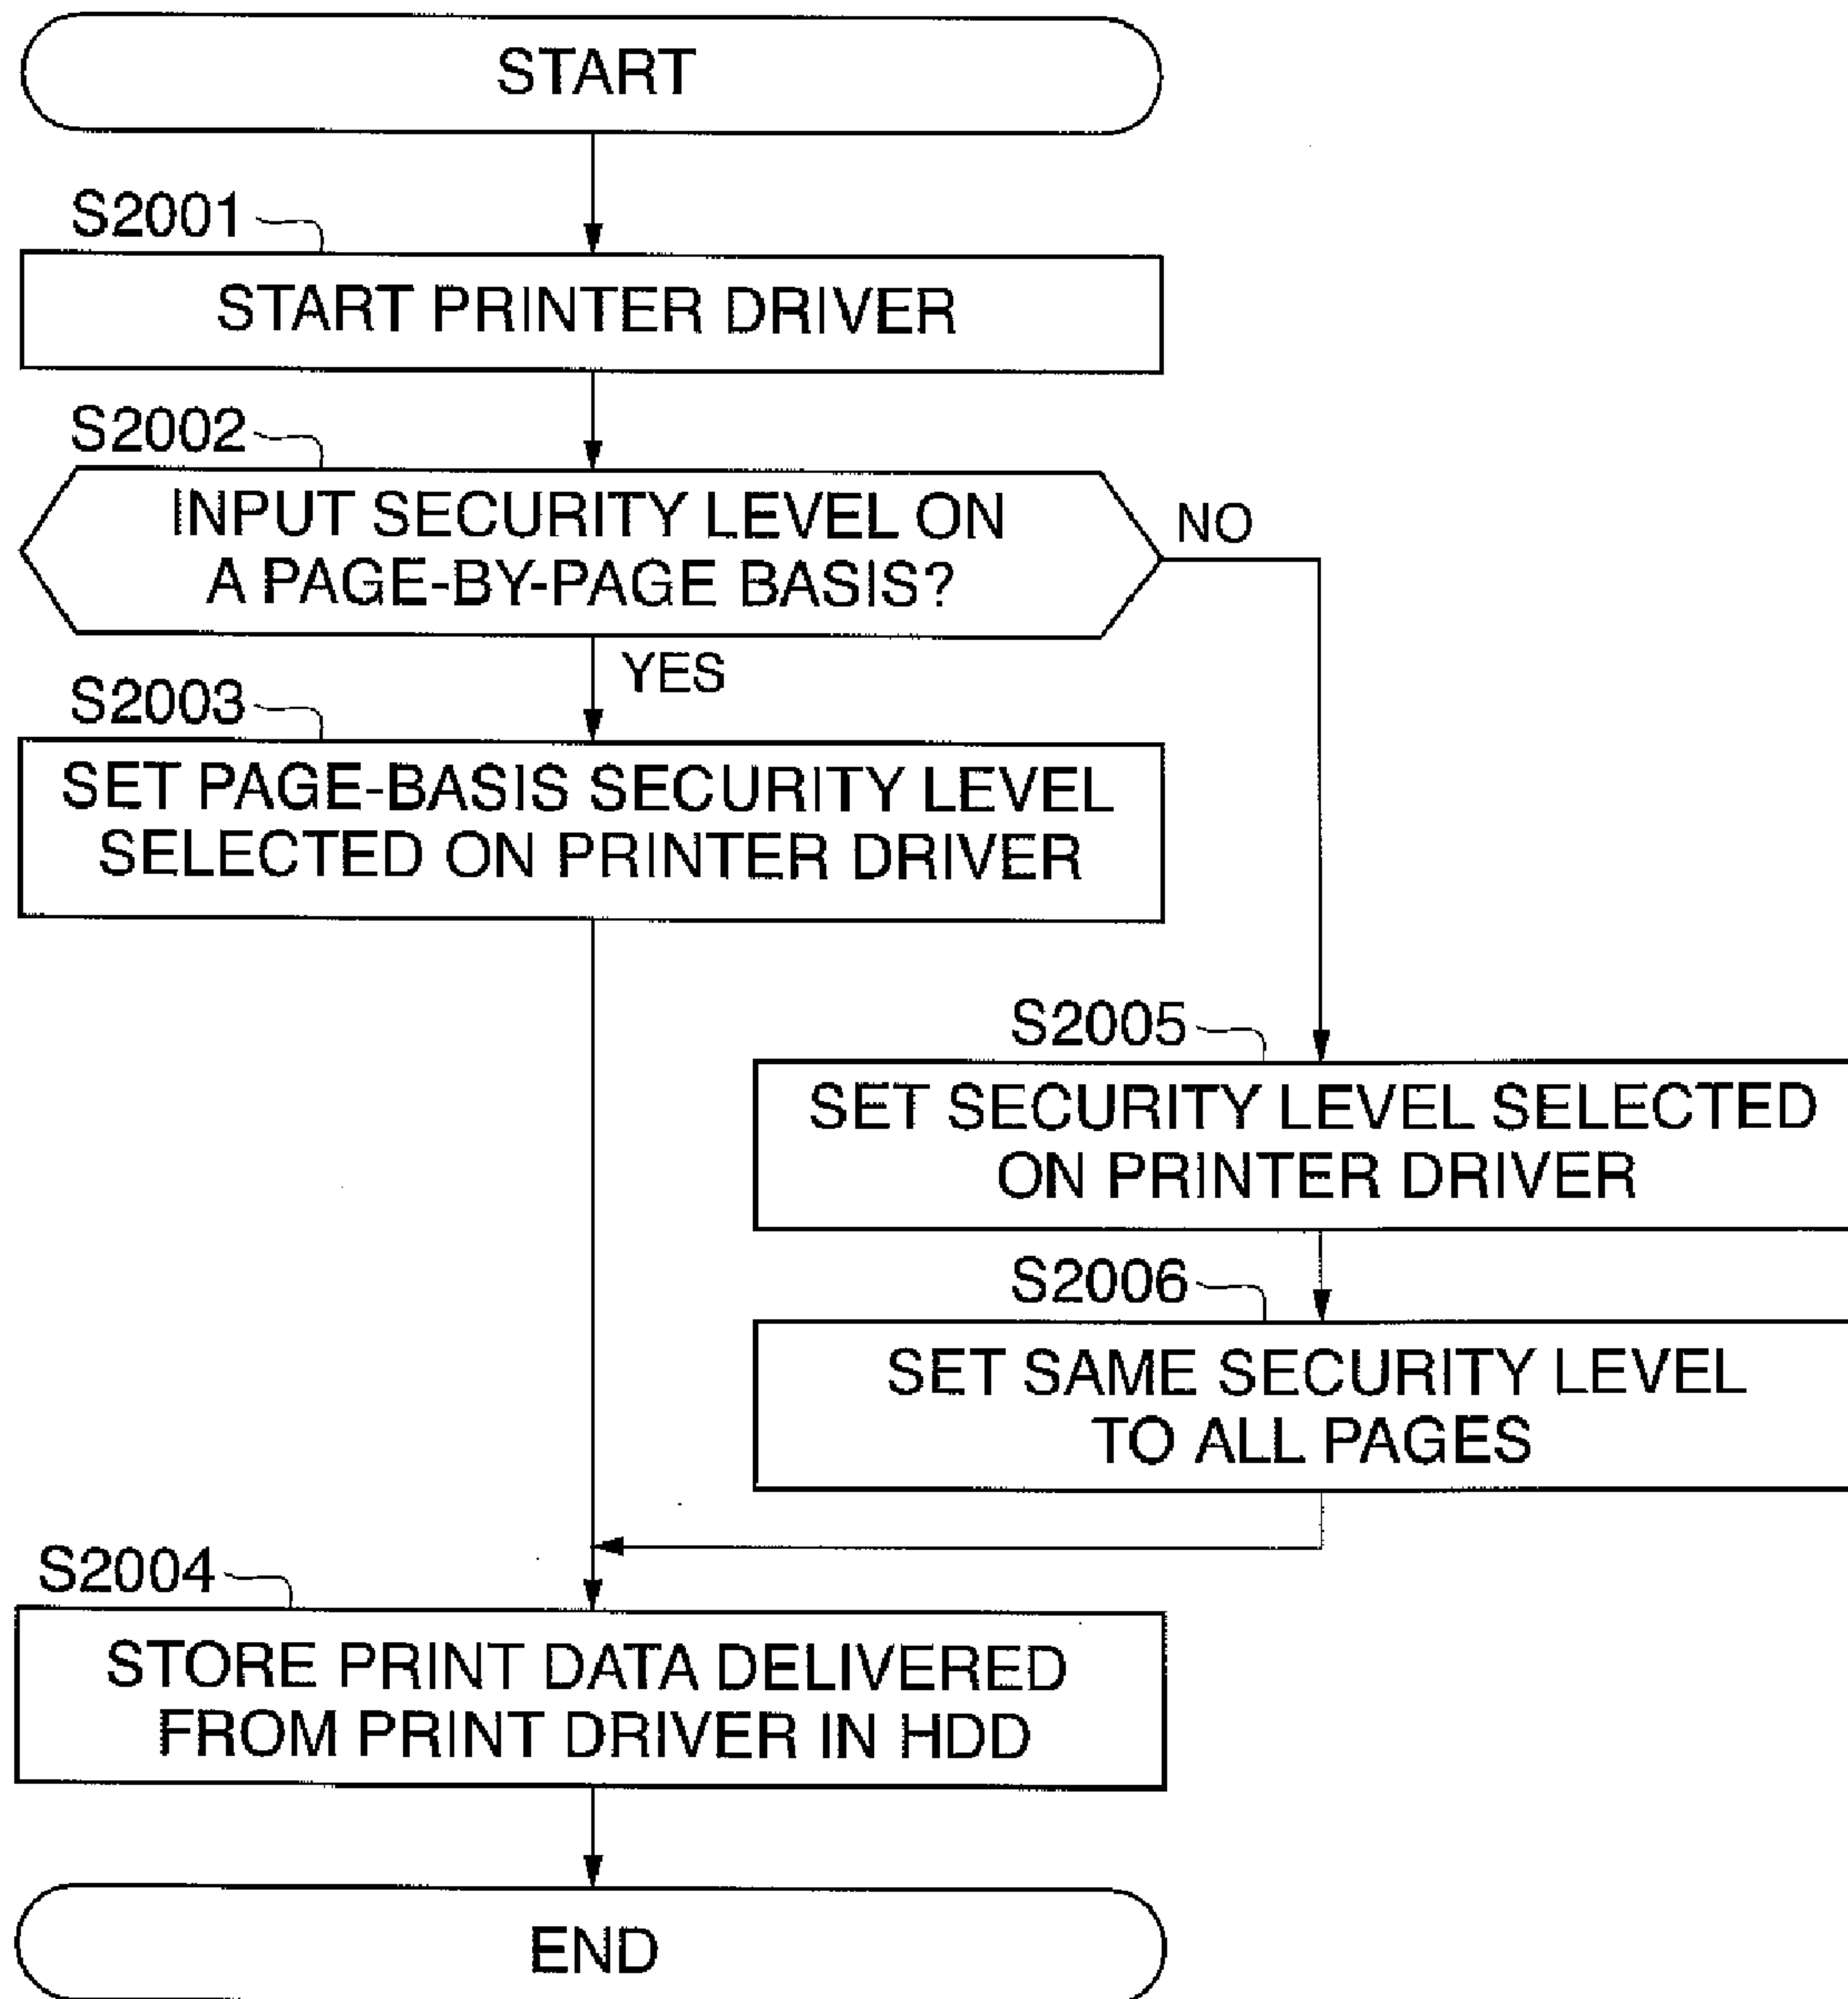 START
S2001
START PRINTER DRIVER
S2002
INPUT SECURITY LEVEL ON
A PAGE-BY-PAGE BASIS?
NO
YES
S2003
SET PAGE-BASIS SECURITY LEVEL
SELECTED ON PRINTER DRIVER
S2005
SET SECURITY LEVEL SELECTED
ON PRINTER DRIVER
S2006
SET SAME SECURITY LEVEL
TO ALL PAGES
S2004
STORE PRINT DATA DELIVERED
FROM PRINT DRIVER IN HDD
END